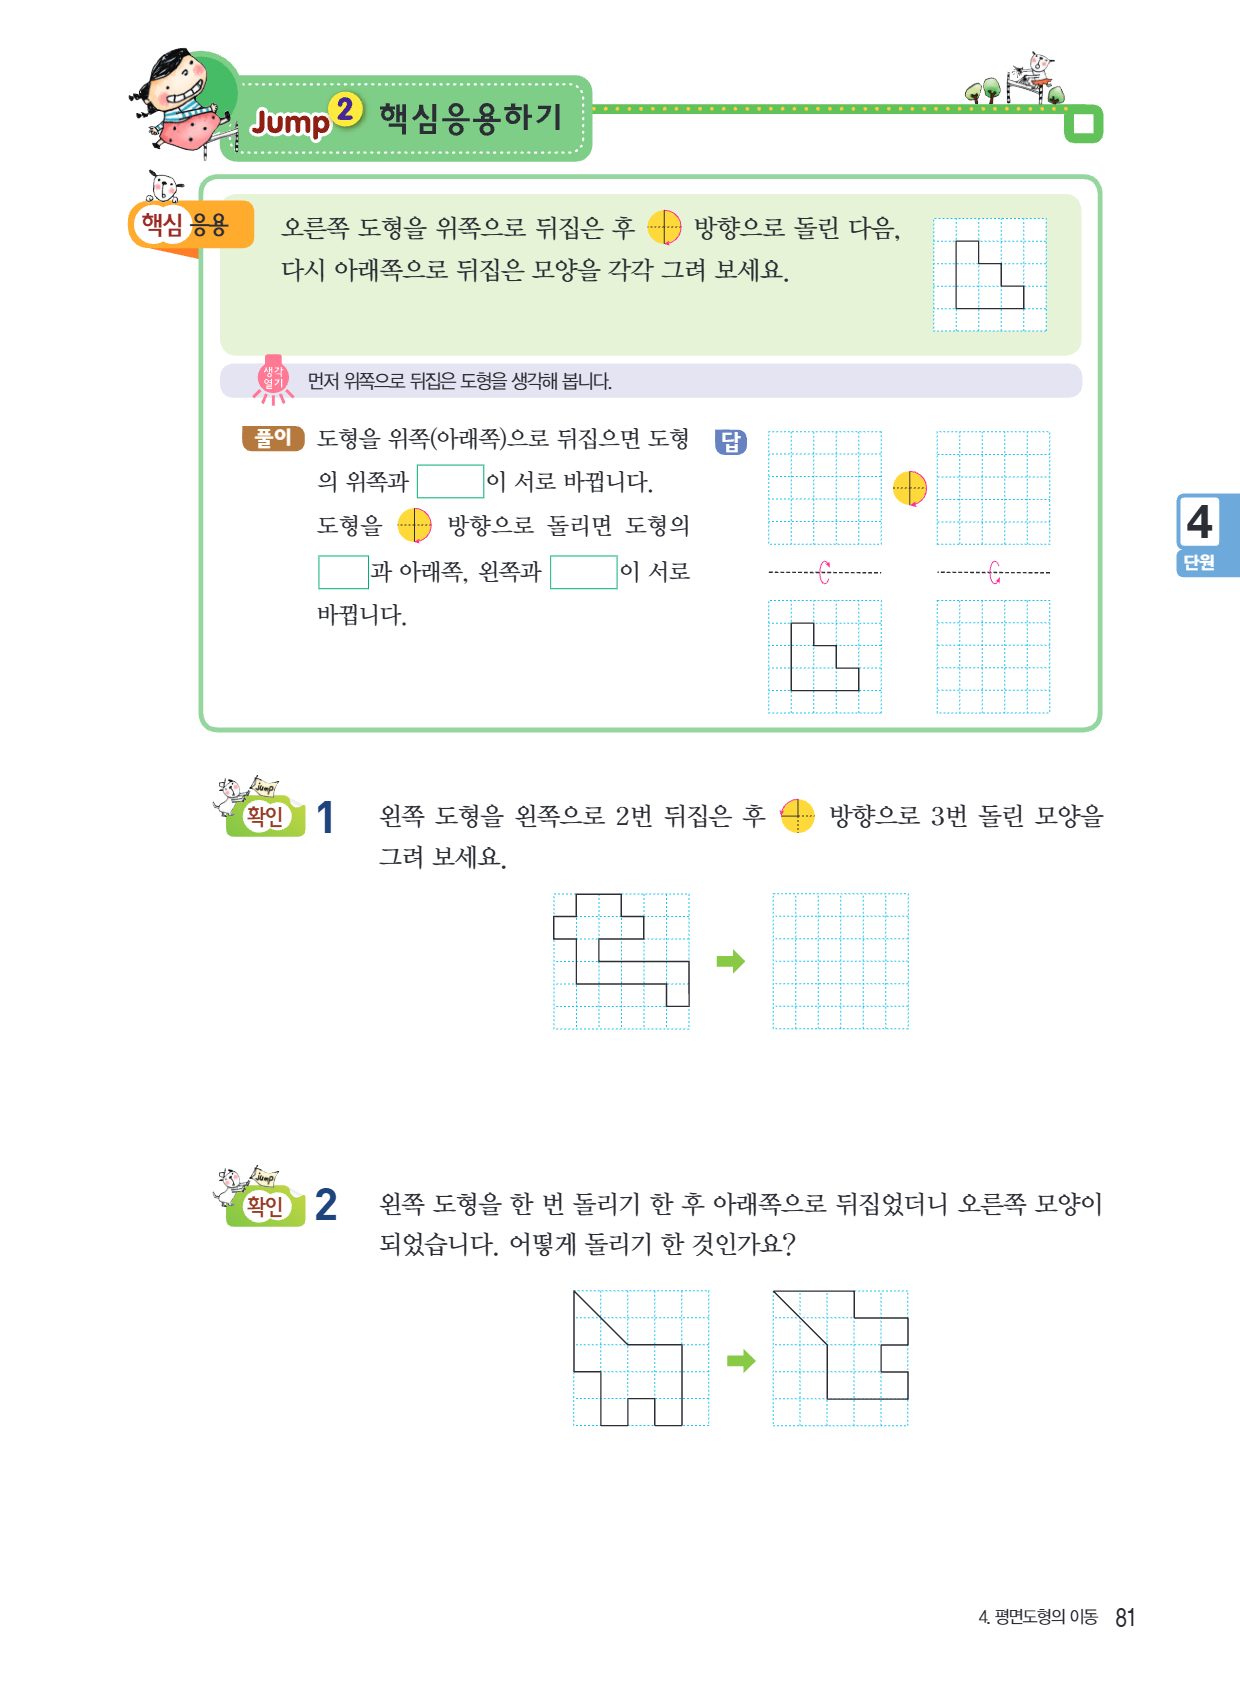 Jump 2 핵심응용하기
핵심 응용
오른쪽 도형을 위쪽으로 뒤집은 후 방향으로 돌린 다음,
다시 아래쪽으로 뒤집은 모양을 각각 그려 보세요.
생각
열기
먼저 위쪽으로 뒤집은 도형을 생각해 봅니다.
풀이 도형을 위쪽(아래쪽)으로 뒤집으면 도형
의 위쪽과 이 서로 바뀝니다.
도형을 방향으로 돌리면 도형의
과 아래쪽, 왼쪽과 이 서로
바뀝니다.
답
4
단원
Jump
확인 1
왼쪽 도형을 왼쪽으로 2번 뒤집은 후 방향으로 3번 돌린 모양을
그려 보세요.
Jump
확인 2
왼쪽 도형을 한 번 돌리기 한 후 아래쪽으로 뒤집었더니 오른쪽 모양이
되었습니다. 어떻게 돌리기 한 것인가요?
4. 평면도형의 이동 81